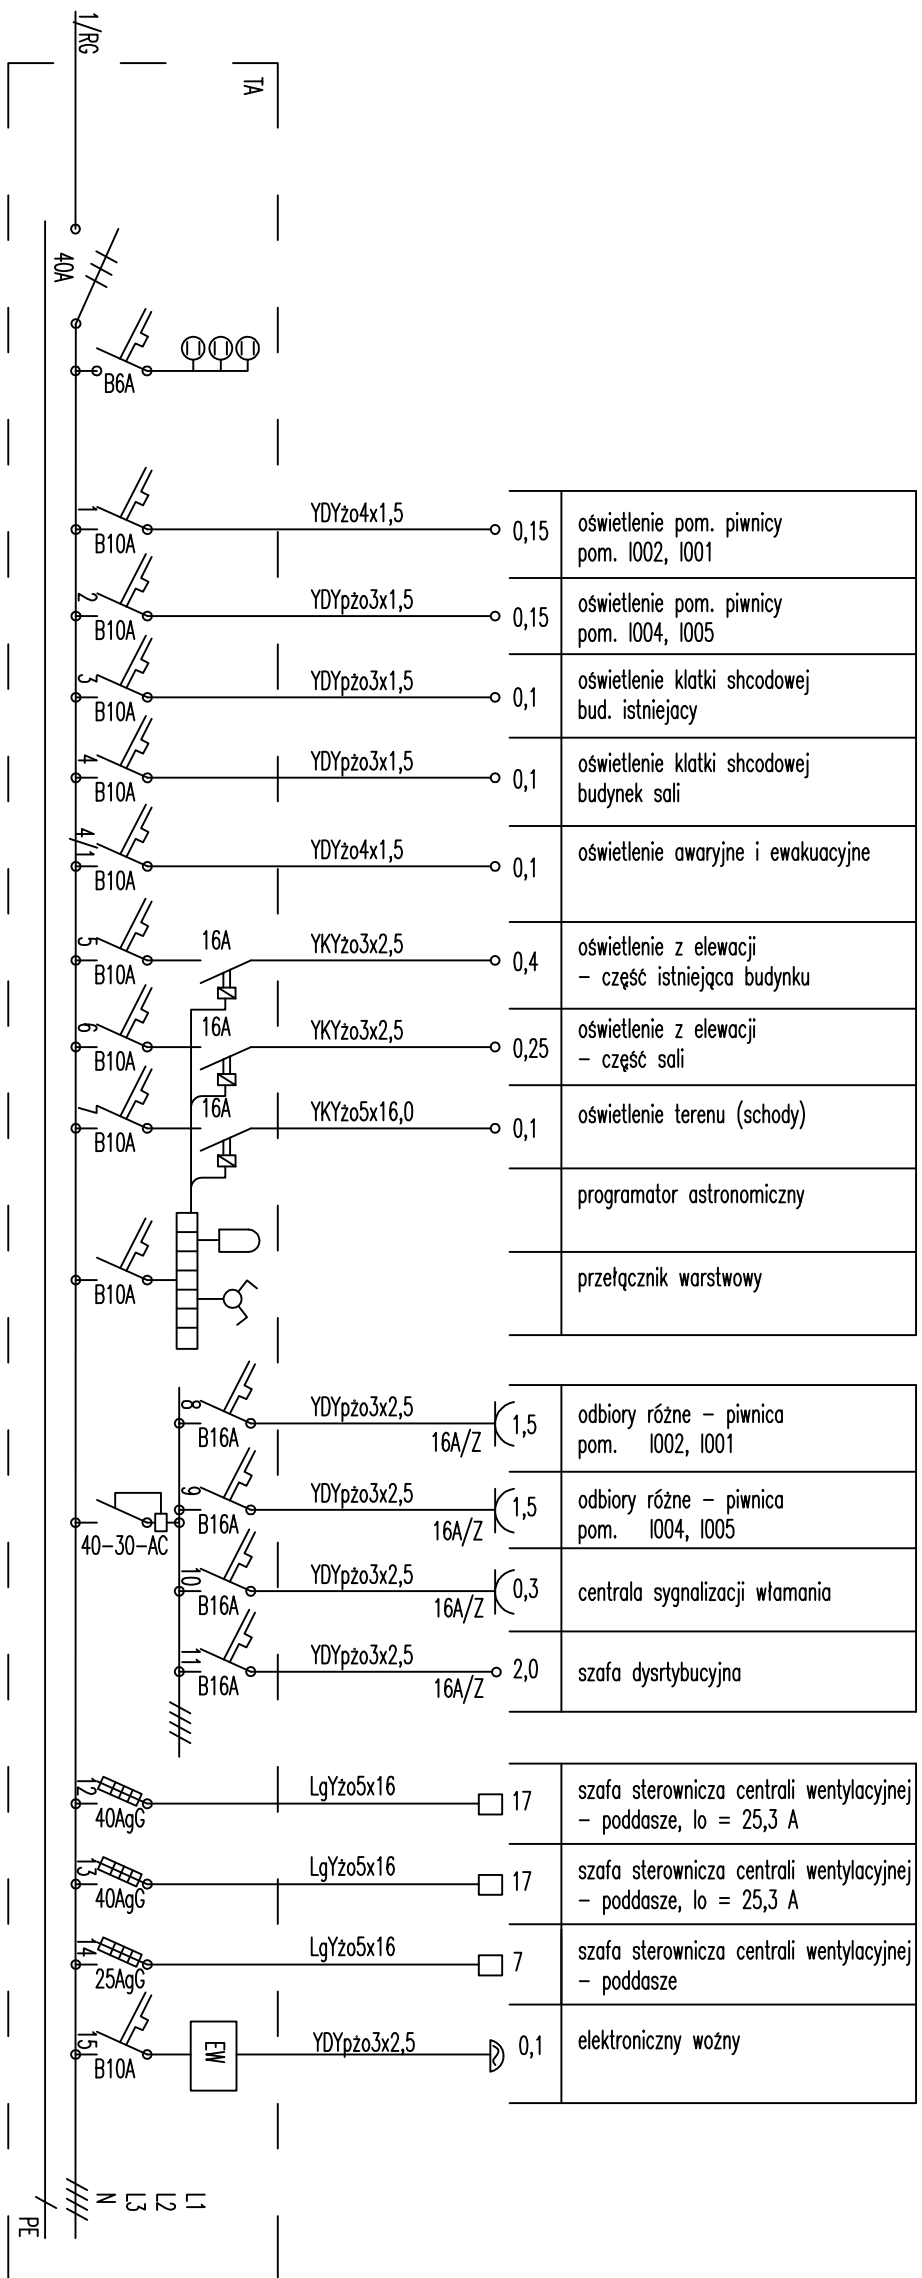 1/RG
TA
40A
B6A
1
B10A
YDYżo4x1,5
0,15
oświetlenie pom. piwnicy
pom. I002, I001
2
B10A
YDYpżo3x1,5
0,15
oświetlenie pom. piwnicy
pom. I004, I005
3
B10A
YDYpżo3x1,5
0,1
oświetlenie klatki shcodowej
bud. istniejacy
4
B10A
YDYpżo3x1,5
0,1
oświetlenie klatki shcodowej
budynek sali
4/1
B10A
YDYżo4x1,5
0,1
oświetlenie awaryjne i ewakuacyjne
5
B10A
16A
YKYżo3x2,5
0,4
oświetlenie z elewacji
– część istniejąca budynku
6
B10A
16A
YKYżo3x2,5
0,25
oświetlenie z elewacji
– część sali
7
B10A
16A
YKYżo5x16,0
0,1
oświetlenie terenu (schody)
programator astronomiczny
B10A
przełącznik warstwowy
8
B16A
YDYpżo3x2,5
16A/Z
1,5
odbiory różne – piwnica
pom. I002, I001
9
B16A
YDYpżo3x2,5
16A/Z
1,5
odbiory różne – piwnica
pom. I004, I005
40–30–AC
10
B16A
YDYpżo3x2,5
16A/Z
0,3
centrala sygnalizacji włamania
11
B16A
YDYpżo3x2,5
16A/Z
2,0
szafa dysrtybucyjna
12
40AgG
LgYżo5x16
17
szafa sterownicza centrali wentylacyjnej
– poddasze, Io = 25,3 A
13
40AgG
LgYżo5x16
17
szafa sterownicza centrali wentylacyjnej
– poddasze, Io = 25,3 A
14
25AgG
LgYżo5x16
7
szafa sterownicza centrali wentylacyjnej
– poddasze
15
B10A
EW
YDYpżo3x2,5
0,1
elektroniczny woźny
L1
L2
L3
N
PE